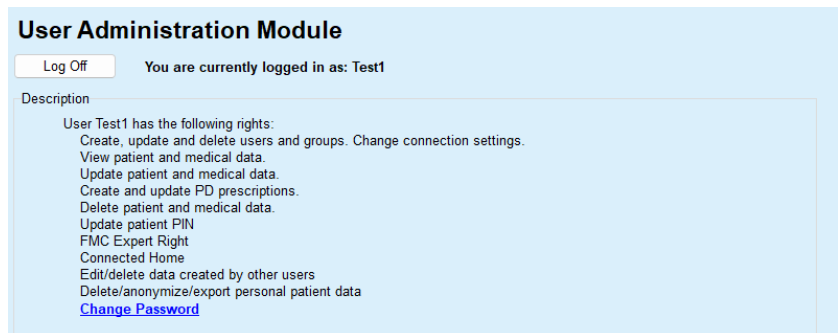 User Administration Module
Log Off
You are currently logged in as: Test1
Description
User Test1 has the following rights:
Create, update and delete users and groups. Change connection settings.
View patient and medical data.
Update patient and medical data.
Create and update PD prescriptions.
Delete patient and medical data.
Update patient PIN
FMC Expert Right
Connected Home
Edit/delete data created by other users
Delete/anonymize/export personal patient data
Change Password